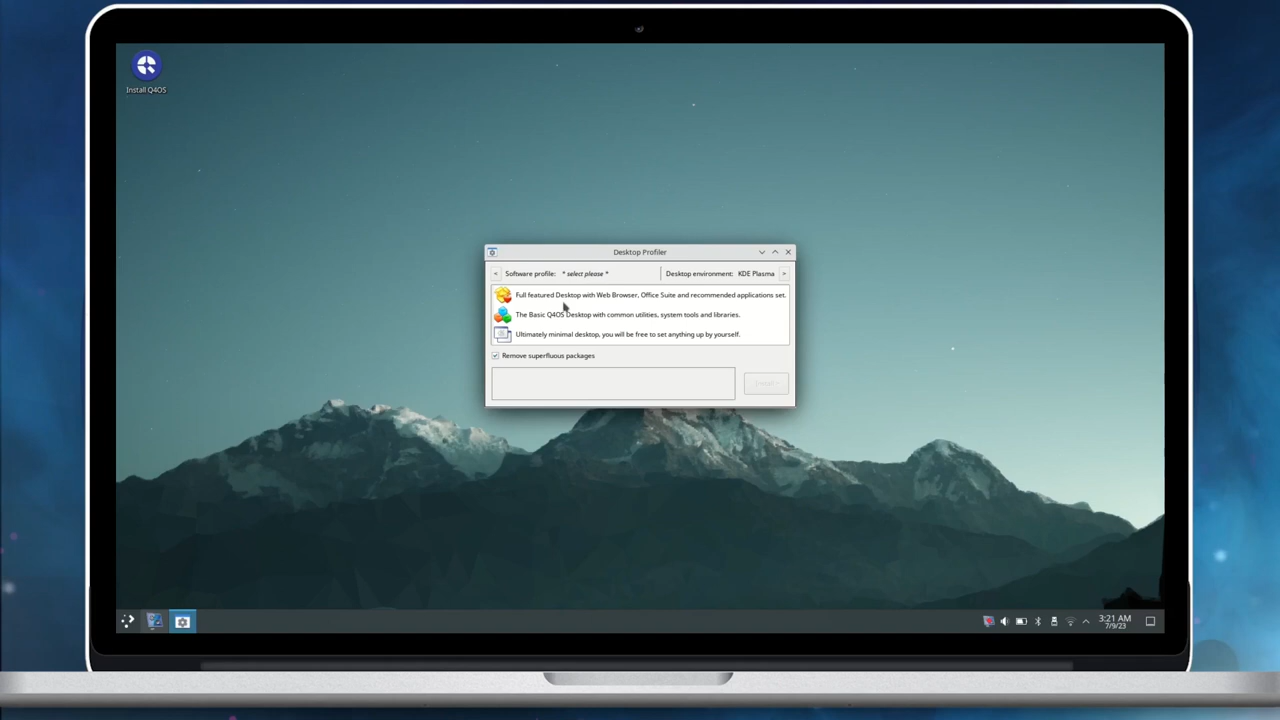 Install Q4OS
Desktop Profiler
< Software profile: * select please * Desktop environment: KDE Plasma >
Full featured Desktop with Web Browser, Office Suite and recommended applications set.
The Basic Q4OS Desktop with common utilities, system tools and libraries.
Ultimately minimal desktop, you will be free to set anything up by yourself.
Remove superfluous packages
3:21 AM
7/9/23